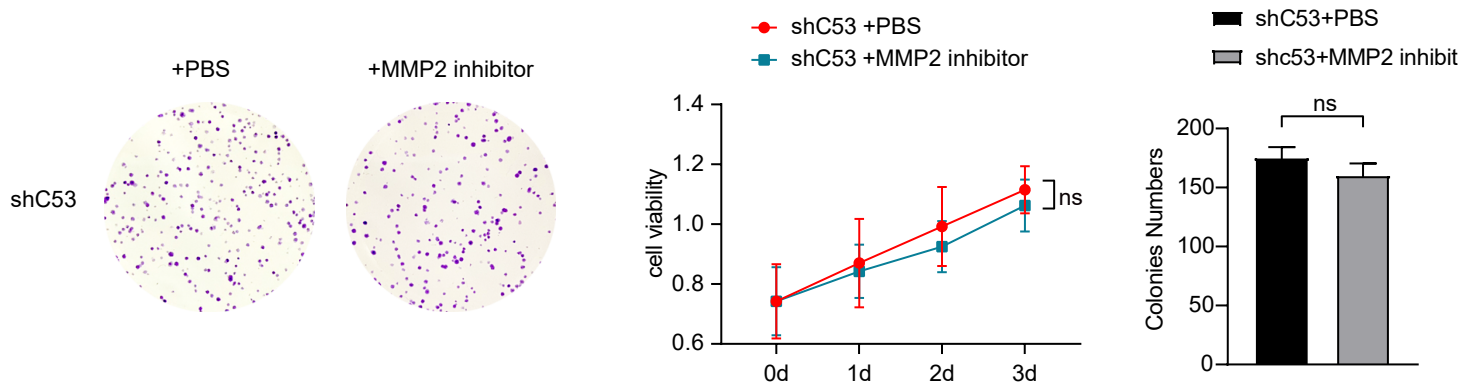 +PBS
+MMP2 inhibitor
shC53
shC53 +PBS
shC53 +MMP2 inhibitor
cell viability
1.4
1.2
1.0
0.8
0.6
0d
1d
2d
3d
ns
shC53+PBS
shc53+MMP2 inhibit
Colonies Numbers
200
150
100
50
0
ns